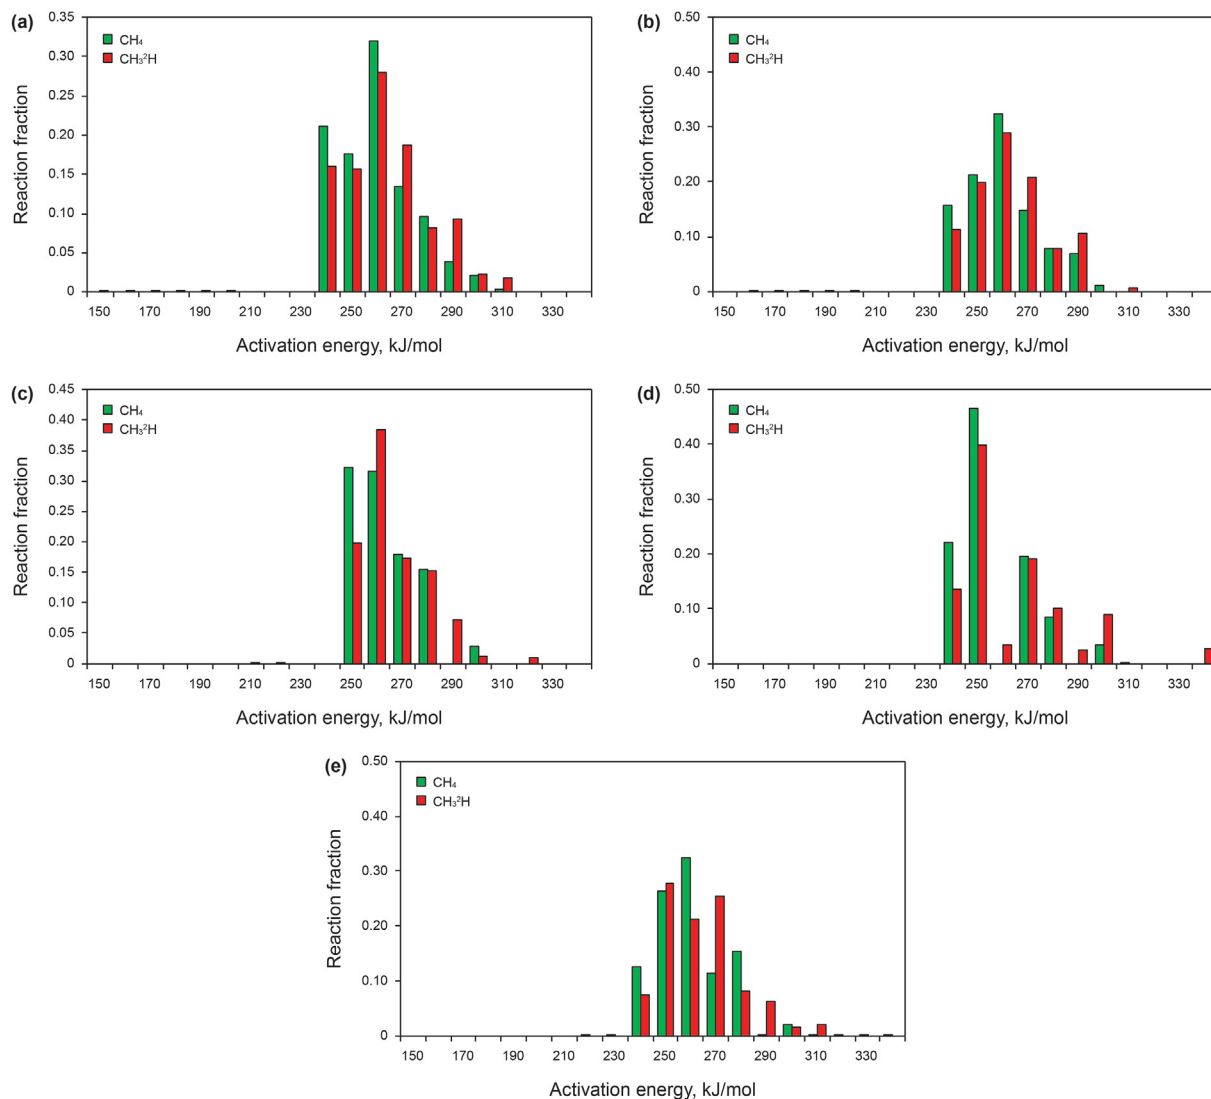 (a)
0.35
0.30
0.25
0.20
0.15
0.10
0.05
0
Reaction fraction
CH₄
CH₃²H
150 170 190 210 230 250 270 290 310 330
Activation energy, kJ/mol
(b)
0.50
0.40
0.30
0.20
0.10
0
Reaction fraction
CH₄
CH₃²H
150 170 190 210 230 250 270 290 310 330
Activation energy, kJ/mol
(c)
0.45
0.40
0.35
0.30
0.25
0.20
0.15
0.10
0.05
0
Reaction fraction
CH₄
CH₃²H
150 170 190 210 230 250 270 290 310 330
Activation energy, kJ/mol
(d)
0.50
0.40
0.30
0.20
0.10
0
Reaction fraction
CH₄
CH₃²H
150 170 190 210 230 250 270 290 310 330
Activation energy, kJ/mol
(e)
0.50
0.40
0.30
0.20
0.10
0
Reaction fraction
CH₄
CH₃²H
150 170 190 210 230 250 270 290 310 330
Activation energy, kJ/mol